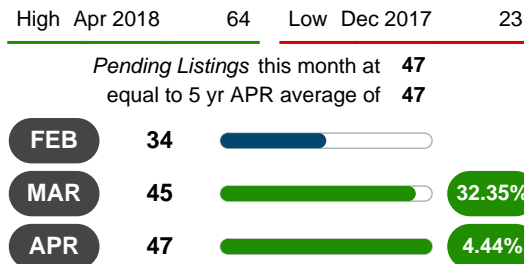 High Apr 2018 64 Low Dec 2017 23
Pending Listings this month at 47
equal to 5 yr APR average of 47
FEB 34
MAR 45 32.35%
APR 47 4.44%